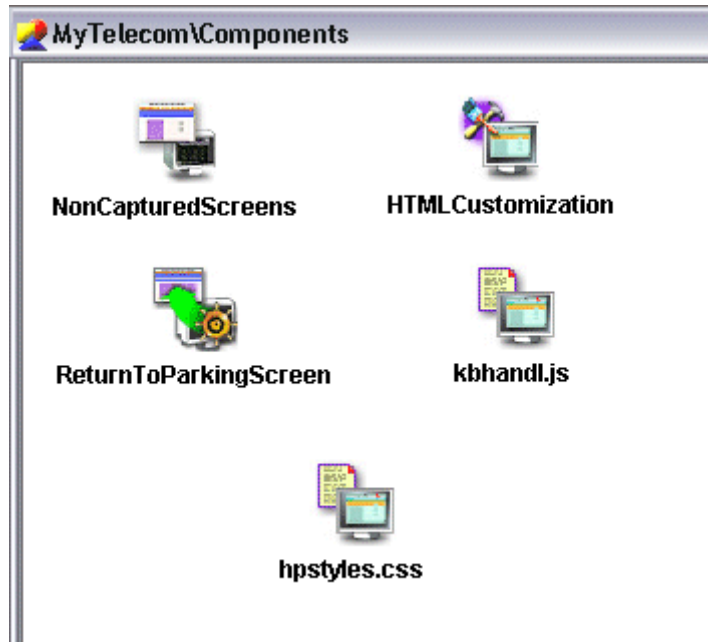 MyTelecom\Components
NonCapturedScreens
HTMLCustomization
ReturnToParkingScreen
kbhandl.js
hpstyles.css